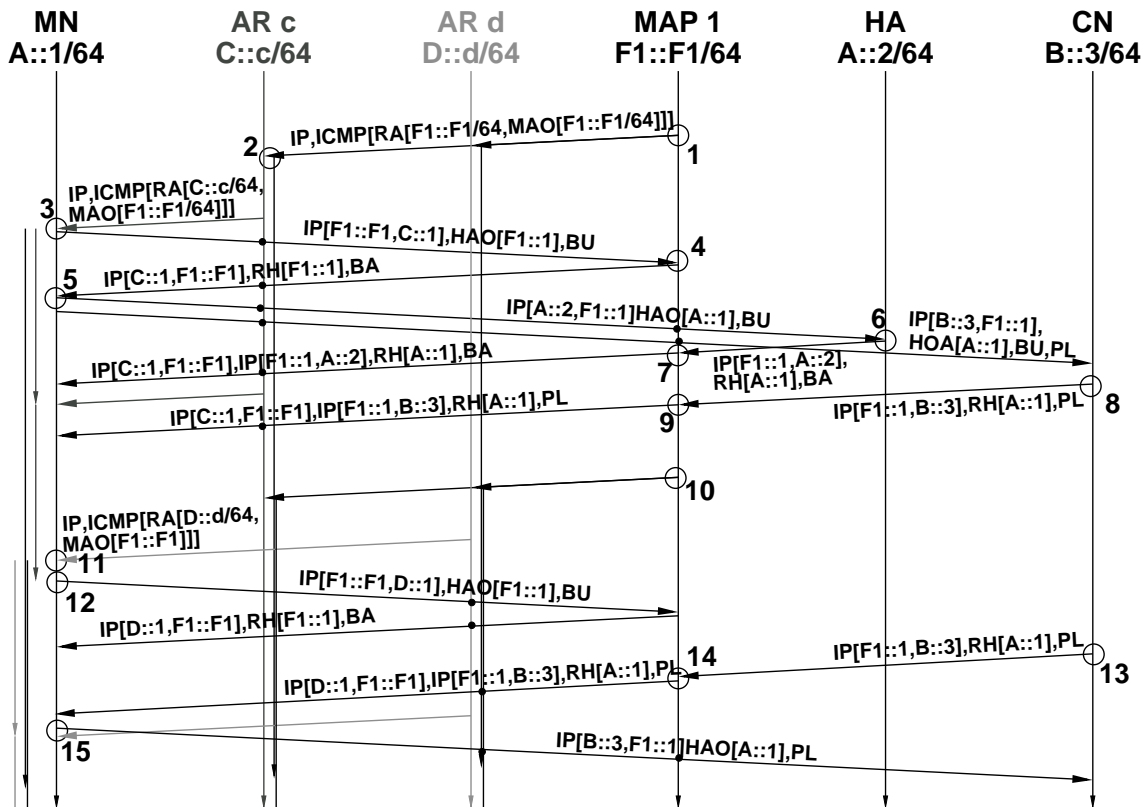 MN
A::1/64
AR c
C::c/64
AR d
D::d/64
MAP 1
F1::F1/64
HA
A::2/64
CN
B::3/64
IP,ICMP[RA[F1::F1/64,MAO[F1::F1/64]]]
1
2
IP,ICMP[RA[C::c/64,
MAO[F1::F1/64]]]
3
IP[F1::F1,C::1],HAO[F1::1],BU
4
IP[C::1,F1::F1],RH[F1::1],BA
5
IP[A::2,F1::1]HAO[A::1],BU
6
IP[B::3,F1::1],
HOA[A::1],BU,PL
IP[C::1,F1::F1],IP[F1::1,A::2],RH[A::1],BA
7
IP[F1::1,A::2],
RH[A::1],BA
IP[C::1,F1::F1],IP[F1::1,B::3],RH[A::1],PL
9
IP[F1::1,B::3],RH[A::1],PL
8
10
IP,ICMP[RA[D::d/64,
MAO[F1::F1]]]
11
12
IP[F1::F1,D::1],HAO[F1::1],BU
IP[D::1,F1::F1],RH[F1::1],BA
IP[F1::1,B::3],RH[A::1],PL
13
14
IP[D::1,F1::F1],IP[F1::1,B::3],RH[A::1],PL
15
IP[B::3,F1::1]HAO[A::1],PL